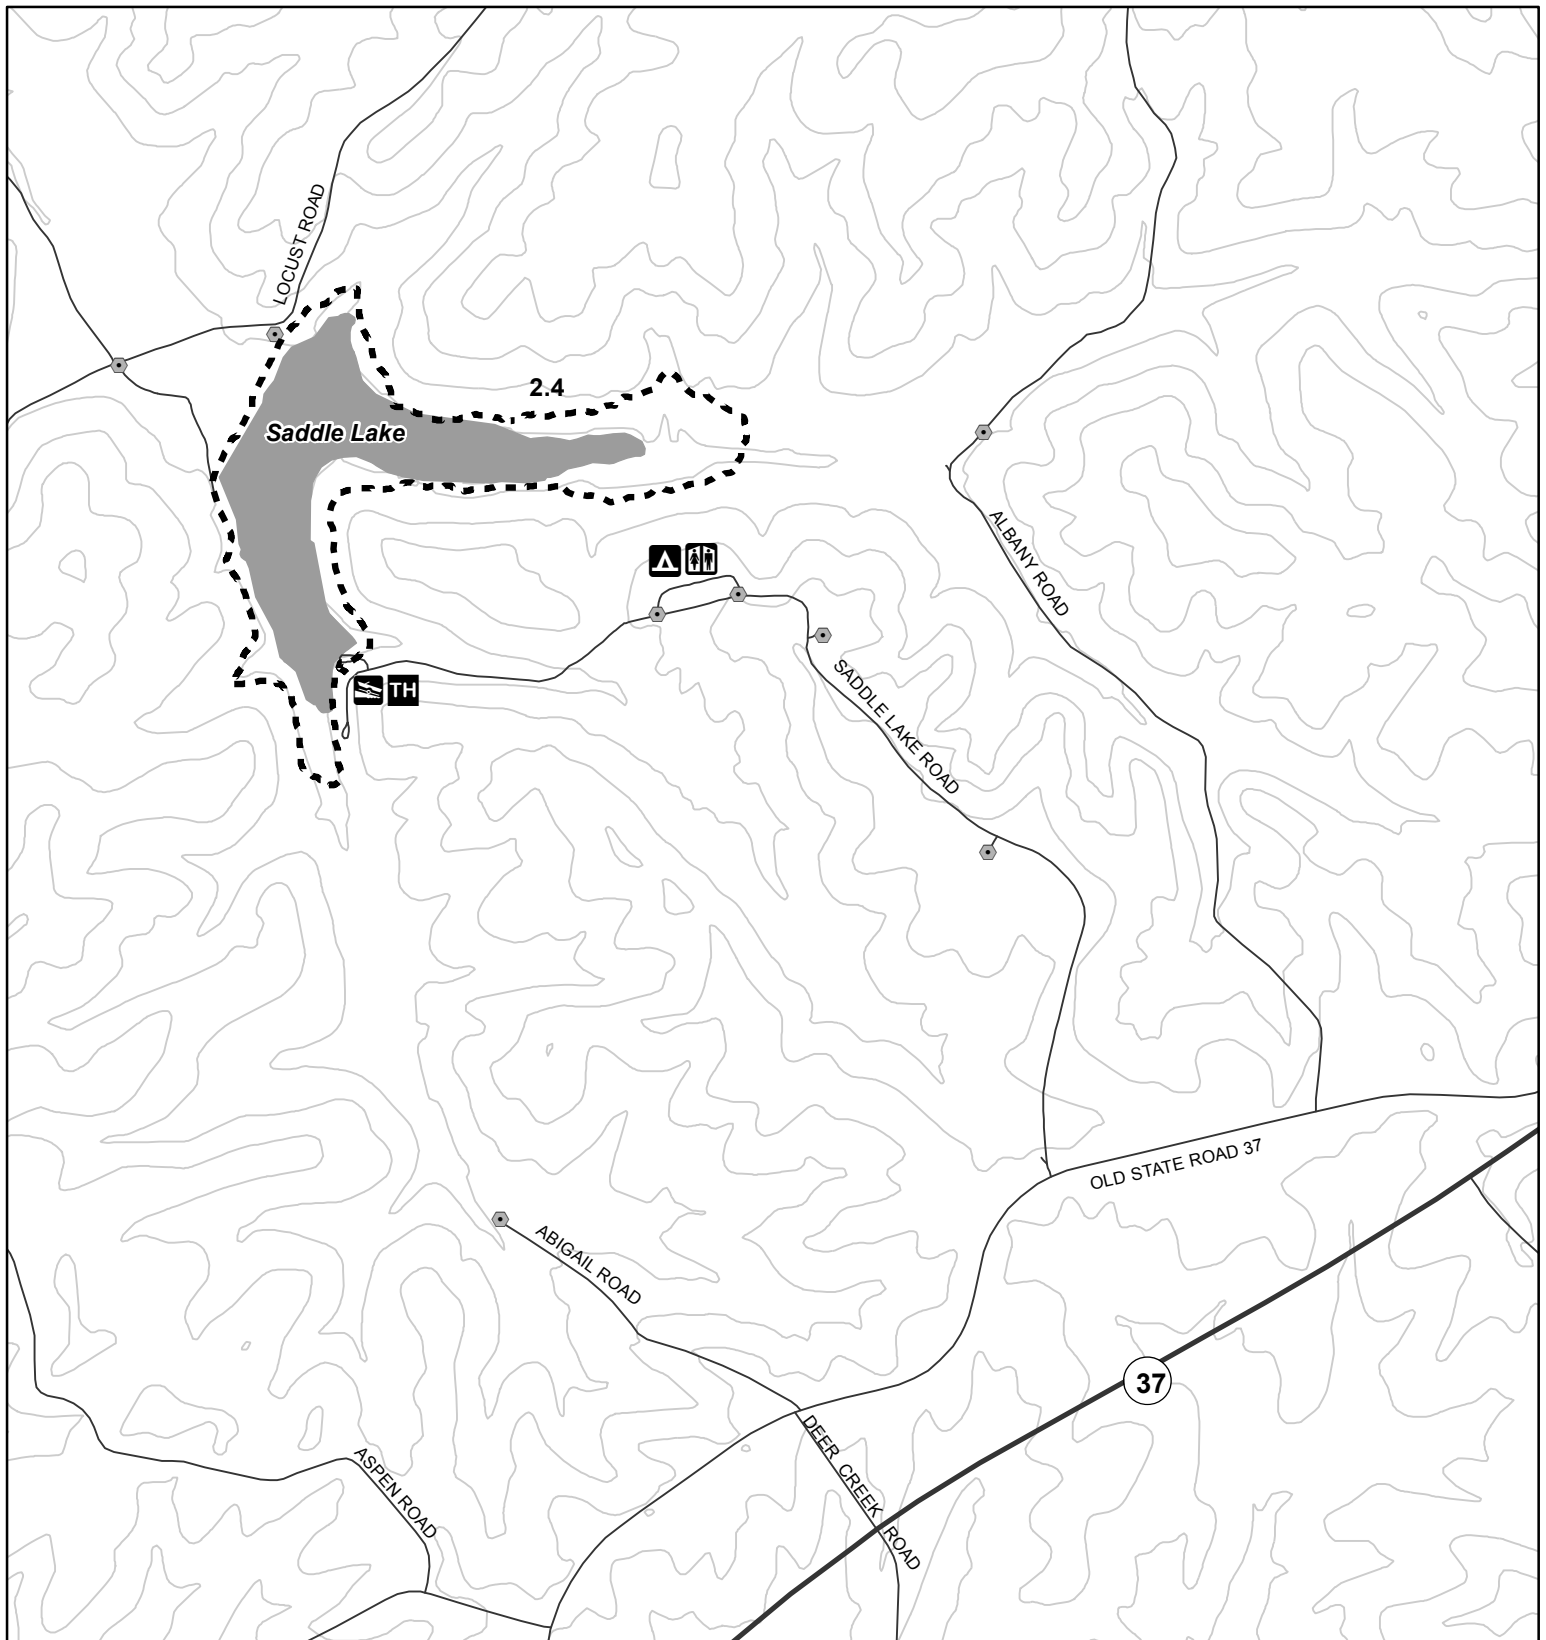 LOCUST ROAD
2.4
Saddle Lake
ALBANY ROAD
SADDLE LAKE ROAD
TH
OLD STATE ROAD 37
ABIGAIL ROAD
37
DEER CREEK ROAD
ASPEN ROAD